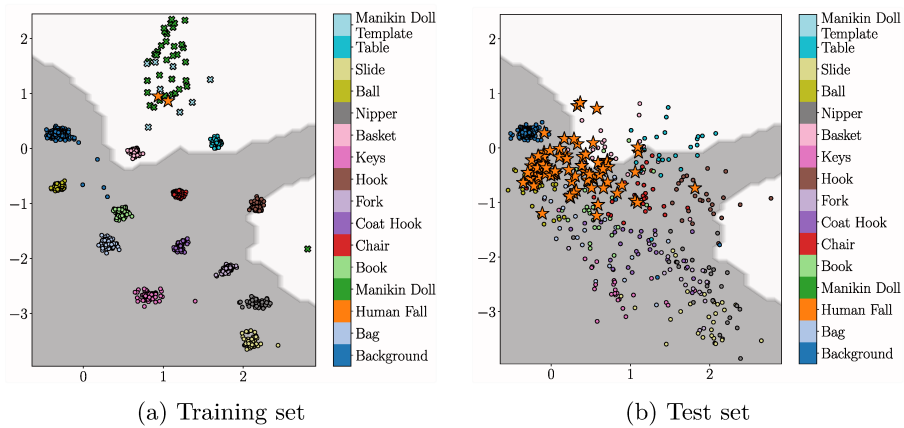 2
1
0
−1
−2
−3
0
1
2
Manikin Doll
Template
Table
Slide
Ball
Nipper
Basket
Keys
Hook
Fork
Coat Hook
Chair
Book
Manikin Doll
Human Fall
Bag
Background
(a) Training set
2
1
0
−1
−2
−3
0
1
2
Manikin Doll
Template
Table
Slide
Ball
Nipper
Basket
Keys
Hook
Fork
Coat Hook
Chair
Book
Manikin Doll
Human Fall
Bag
Background
(b) Test set